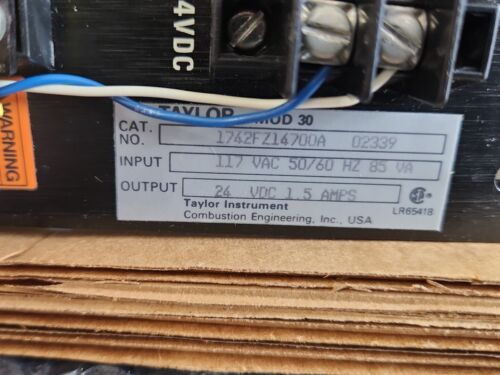 4VDC
WARNING
TAYLOR MOD 30
CAT. NO. 1742FZ14700A 02339
INPUT 117 VAC 50/60 HZ 85 VA
OUTPUT 24 VDC 1.5 AMPS
Taylor Instrument
Combustion Engineering, Inc., USA
LR65418